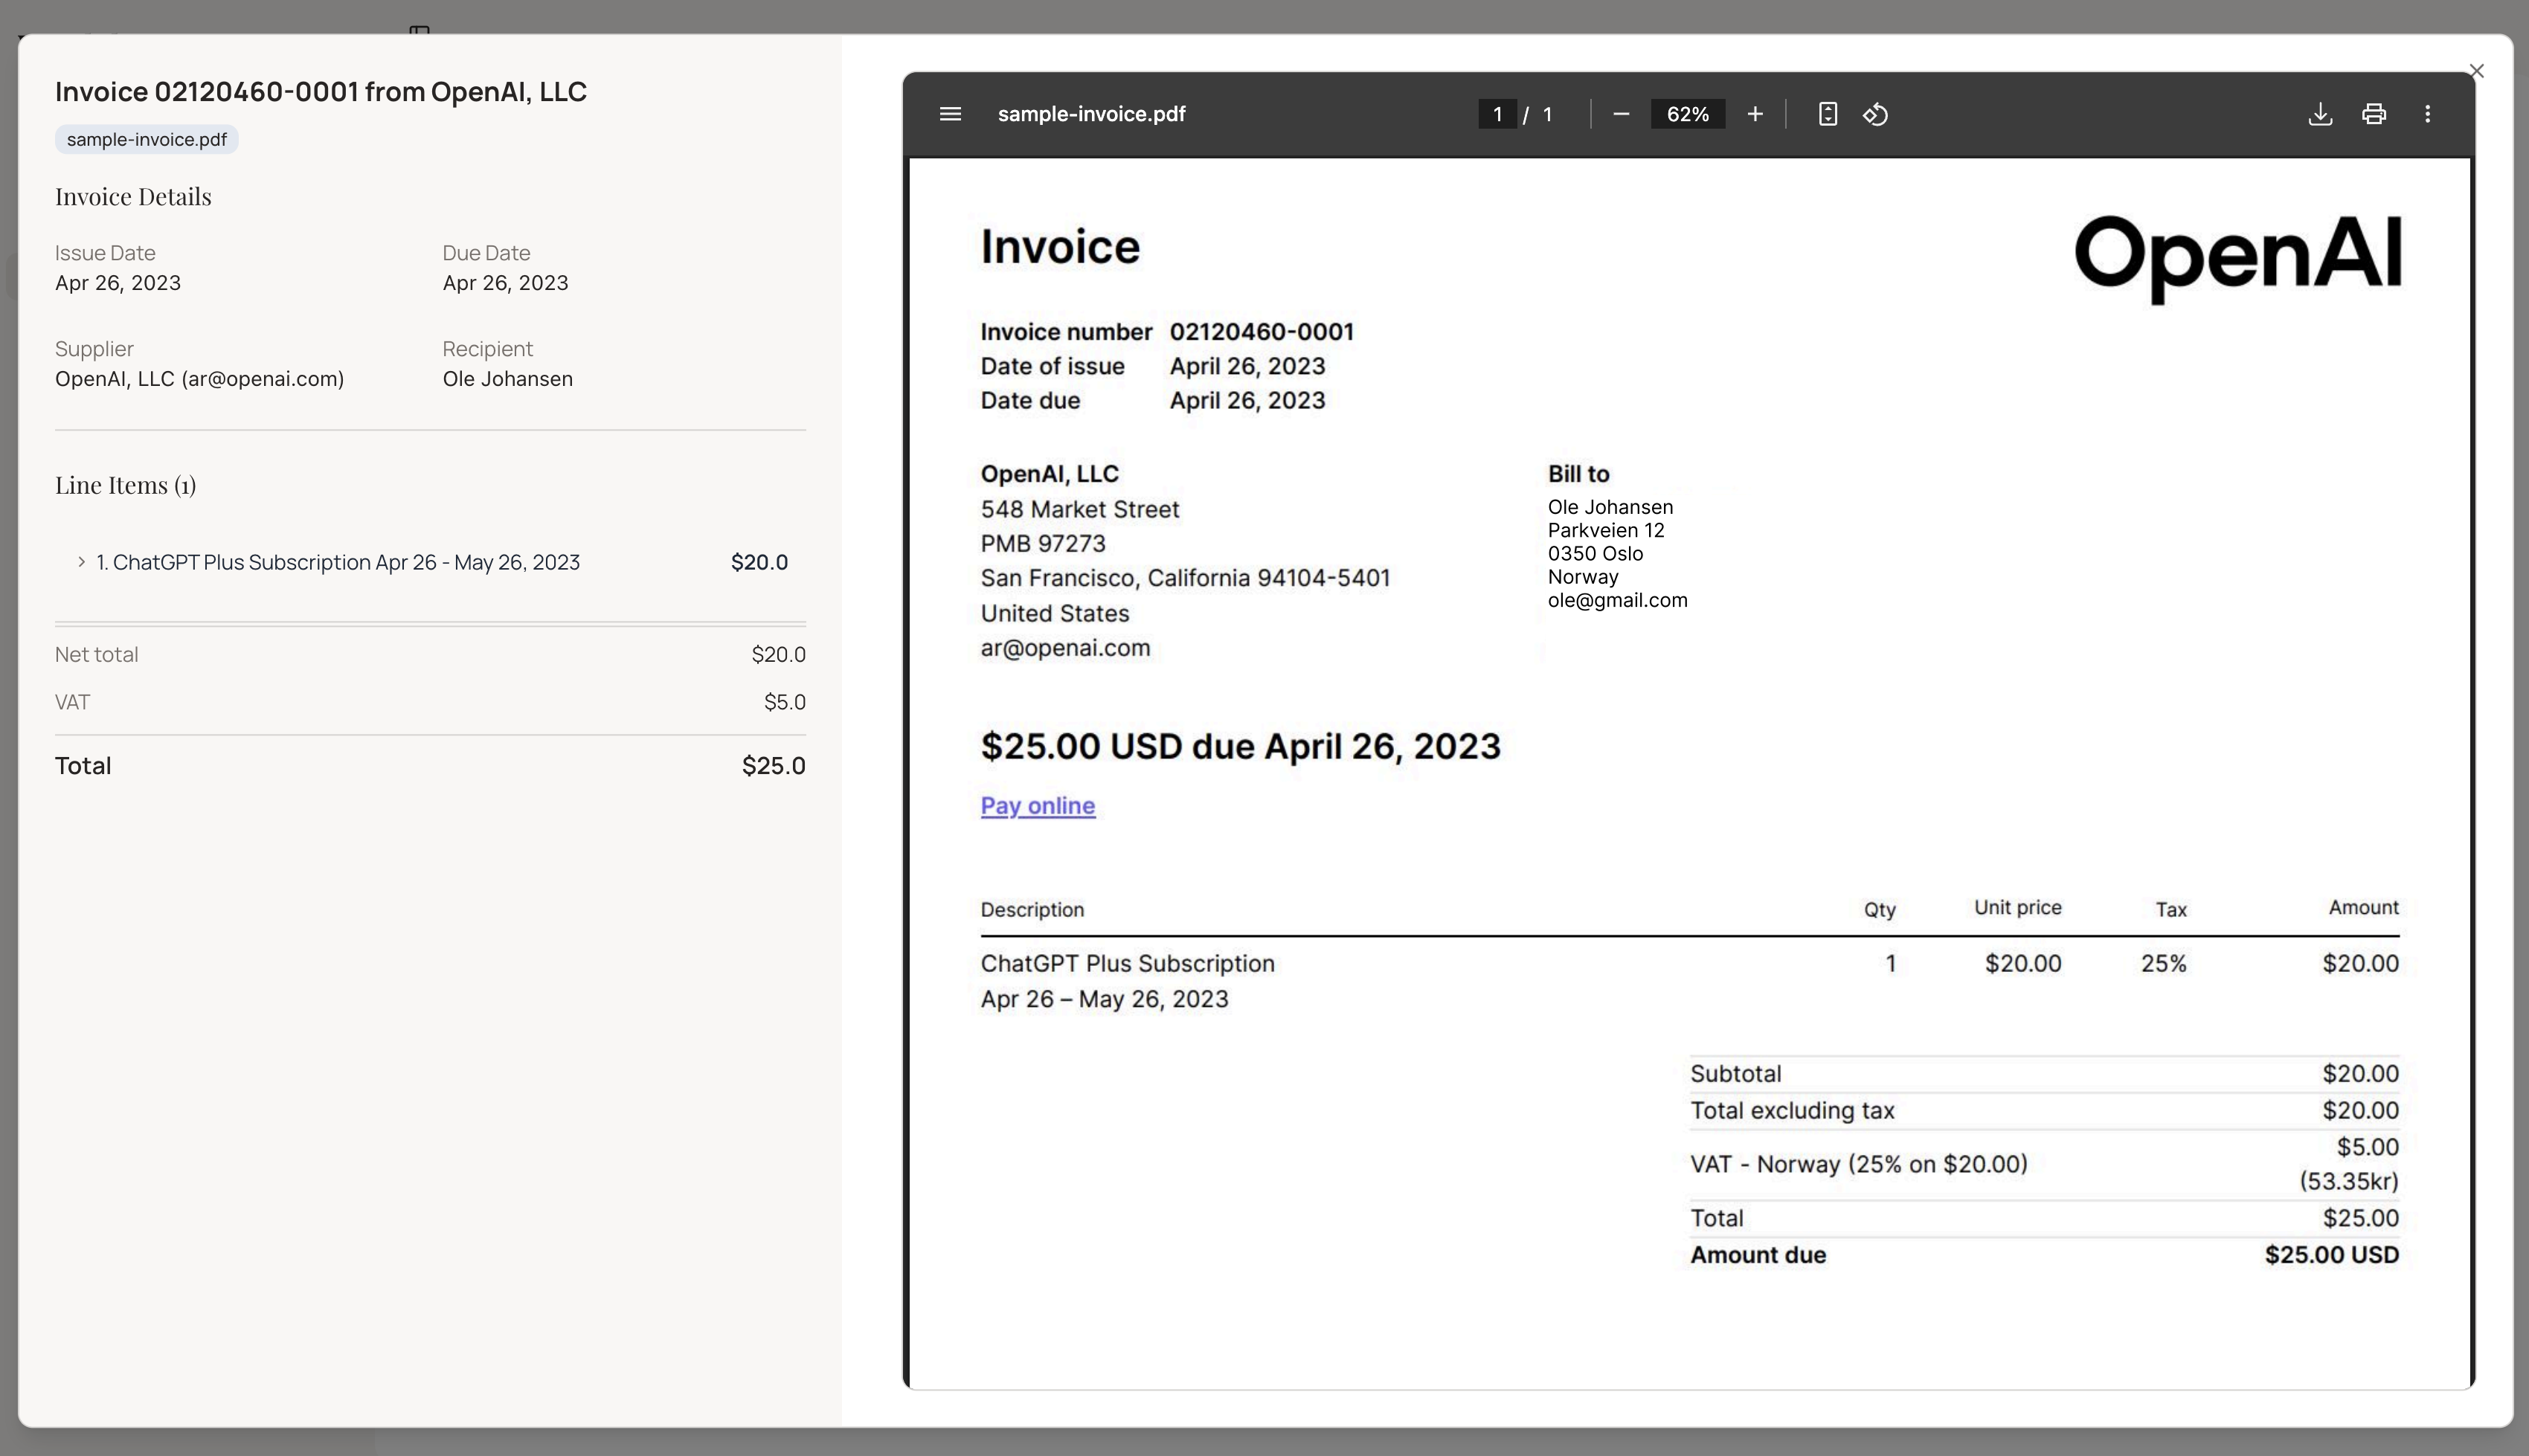 Invoice 02120460-0001 from OpenAI, LLC
sample-invoice.pdf
Invoice Details
Issue Date Due Date
Apr 26, 2023 Apr 26, 2023
Supplier Recipient
OpenAI, LLC (ar@openai.com) Ole Johansen
Line Items (1)
1. ChatGPT Plus Subscription Apr 26 - May 26, 2023 $20.0
Net total $20.0
VAT $5.0
Total $25.0
sample-invoice.pdf 1 / 1 62%
Invoice
OpenAI
Invoice number 02120460-0001
Date of issue April 26, 2023
Date due April 26, 2023
OpenAI, LLC
548 Market Street
PMB 97273
San Francisco, California 94104-5401
United States
ar@openai.com
Bill to
Ole Johansen
Parkveien 12
0350 Oslo
Norway
ole@gmail.com
$25.00 USD due April 26, 2023
Pay online
Description Qty Unit price Tax Amount
ChatGPT Plus Subscription 1 $20.00 25% $20.00
Apr 26 – May 26, 2023
Subtotal $20.00
Total excluding tax $20.00
VAT - Norway (25% on $20.00) $5.00
(53.35kr)
Total $25.00
Amount due $25.00 USD